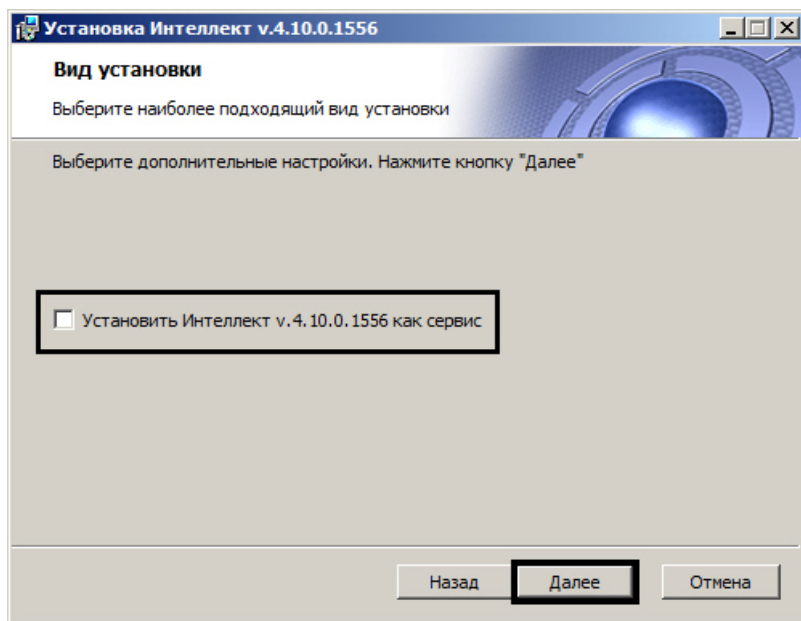 Установка Интеллект v.4.10.0.1556
Вид установки
Выберите наиболее подходящий вид установки
Выберите дополнительные настройки. Нажмите кнопку "Далее"
Установить Интеллект v.4.10.0.1556 как сервис
Назад Далее Отмена